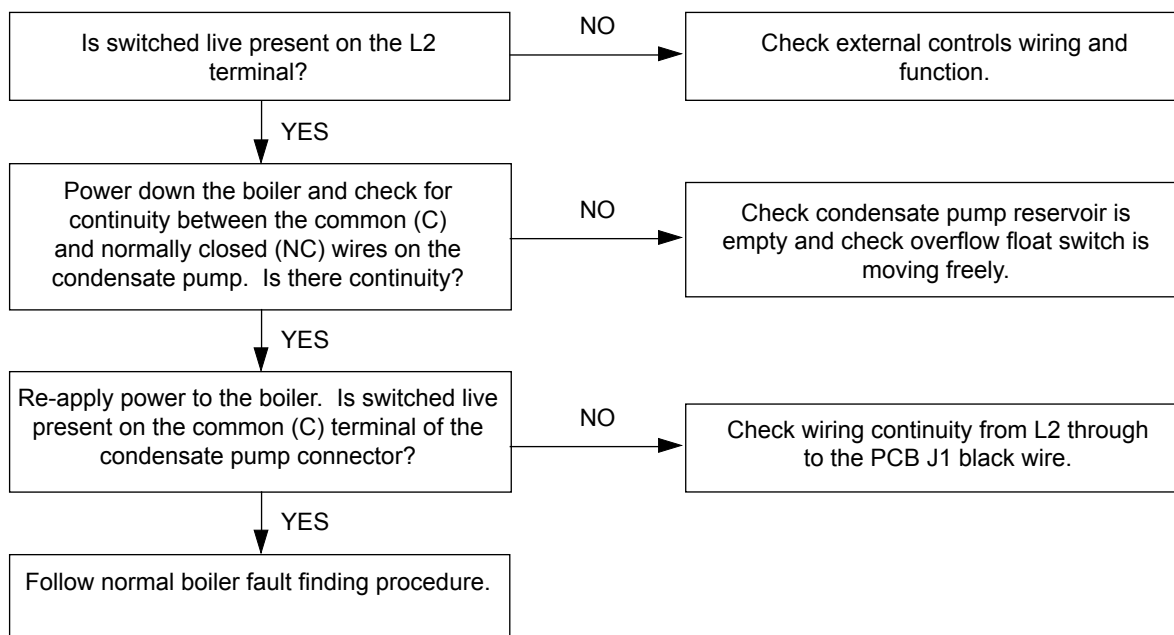 Is switched live present on the L2
terminal?
NO
Check external controls wiring and
function.
YES
Power down the boiler and check for
continuity between the common (C)
and normally closed (NC) wires on the
condensate pump. Is there continuity?
NO
Check condensate pump reservoir is
empty and check overflow float switch is
moving freely.
YES
Re-apply power to the boiler. Is switched live
present on the common (C) terminal of the
condensate pump connector?
NO
Check wiring continuity from L2 through
to the PCB J1 black wire.
YES
Follow normal boiler fault finding procedure.